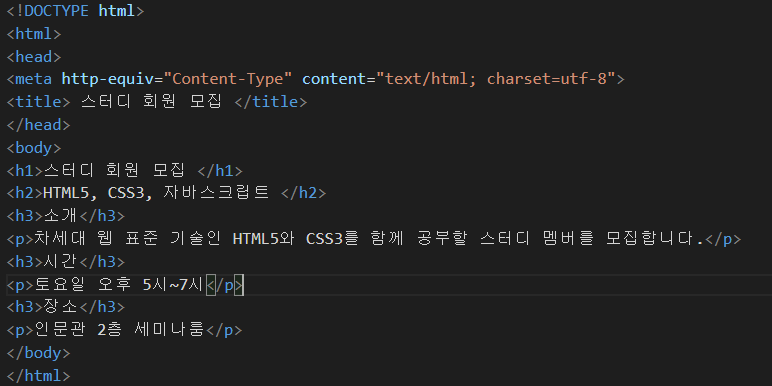 <!DOCTYPE html>
<html>
<head>
<meta http-equiv="Content-Type" content="text/html; charset=utf-8">
<title> 스터디 회원 모집 </title>
</head>
<body>
<h1>스터디 회원 모집 </h1>
<h2>HTML5, CSS3, 자바스크립트 </h2>
<h3>소개</h3>
<p>차세대 웹 표준 기술인 HTML5와 CSS3를 함께 공부할 스터디 멤버를 모집합니다.</p>
<h3>시간</h3>
<p>토요일 오후 5시~7시</p>
<h3>장소</h3>
<p>인문관 2층 세미나룸</p>
</body>
</html>